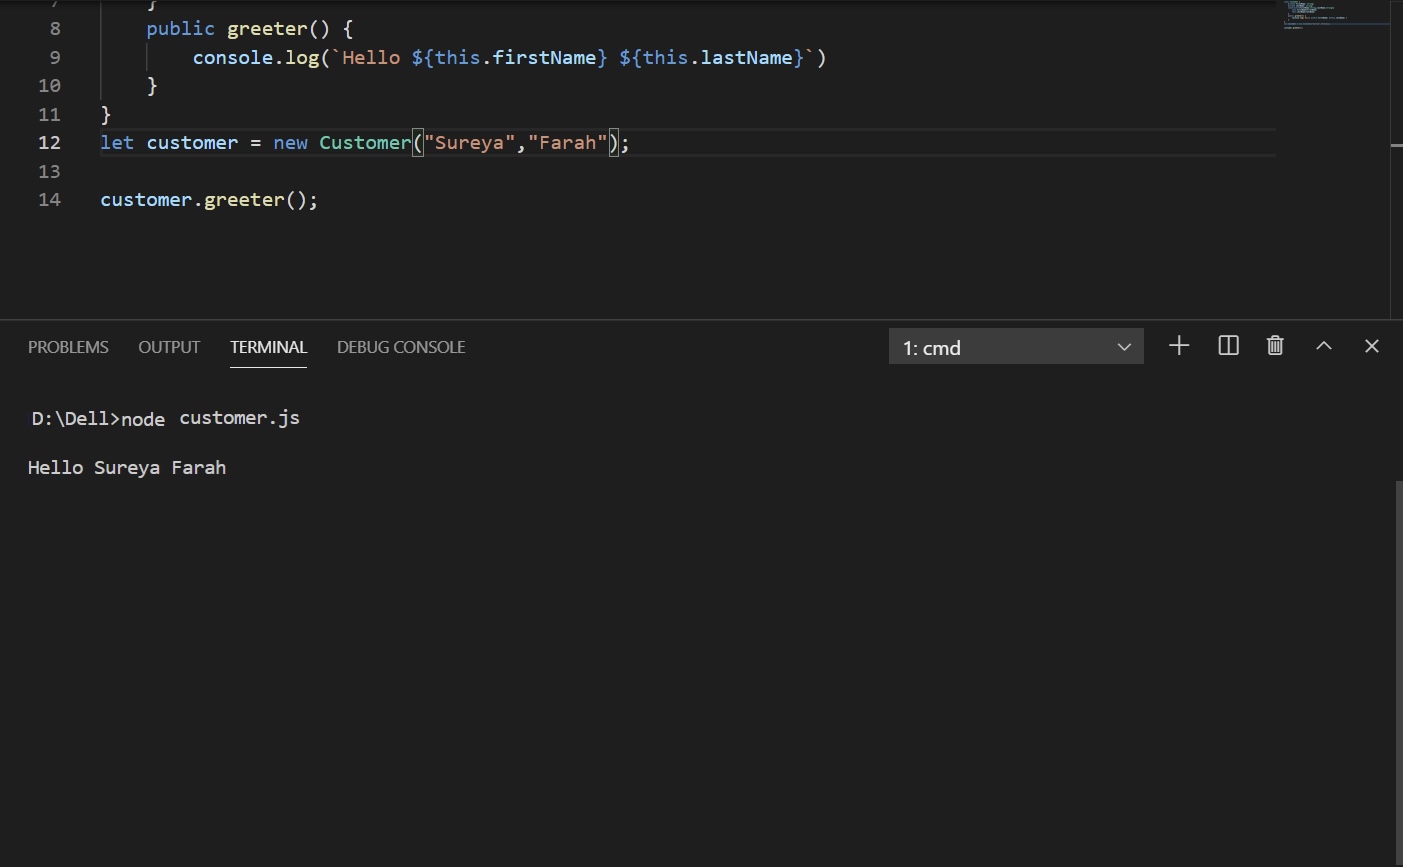 7 }
8 public greeter() {
9 console.log(`Hello ${this.firstName} ${this.lastName}`)
10 }
11 }
12 let customer = new Customer("Sureya","Farah");
13
14 customer.greeter();
PROBLEMS OUTPUT TERMINAL DEBUG CONSOLE 1: cmd
D:\Dell>node customer.js
Hello Sureya Farah